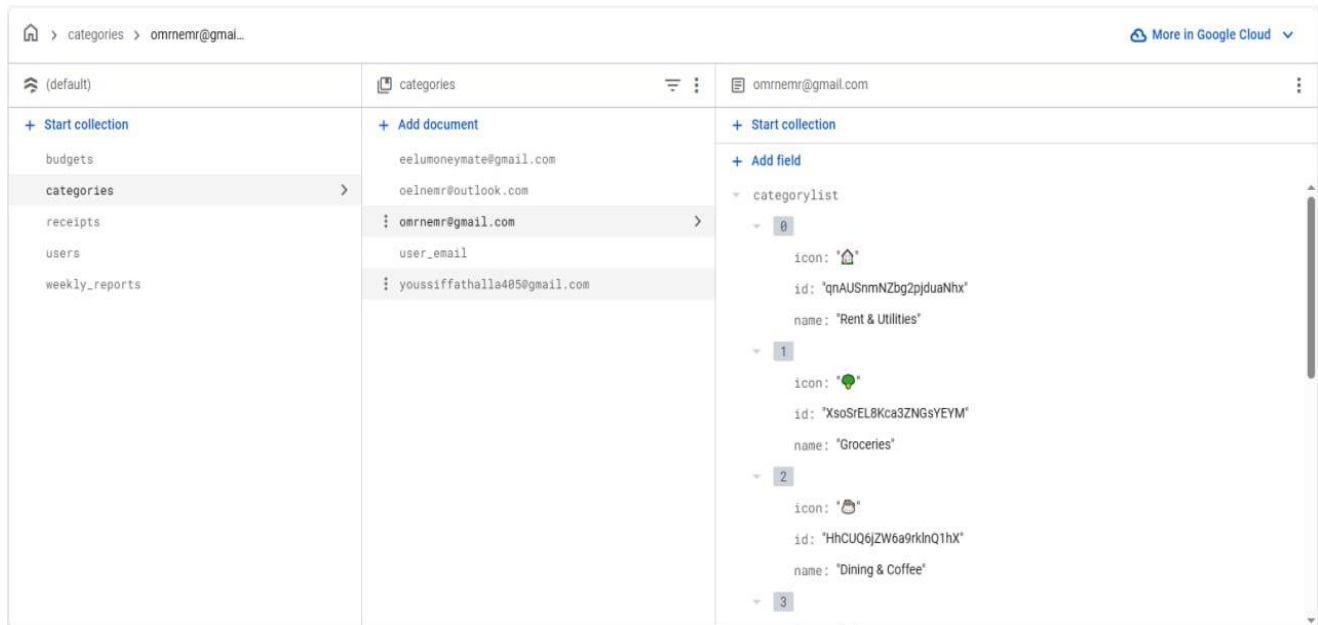 categories > omrnemr@gmai…
More in Google Cloud
(default)
+ Start collection
budgets
categories
receipts
users
weekly_reports
categories
+ Add document
eelumoneymate@gmail.com
oelnemr@outlook.com
omrnemr@gmail.com
user_email
youssiffathalla405@gmail.com
omrnemr@gmail.com
+ Start collection
+ Add field
categorylist
0
icon: "🏠"
id: "qnAUSnmNZbg2pjduaNhx"
name: "Rent & Utilities"
1
icon: "🥦"
id: "XsoSrEL8Kca3ZNGsYEYM"
name: "Groceries"
2
icon: ""
id: "HhCUQ6jZW6a9rklnQ1hX"
name: "Dining & Coffee"
3